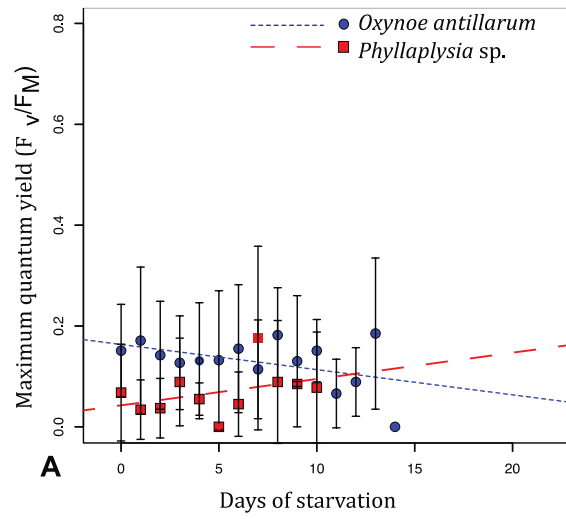 Oxynoe antillarum
Phyllaplysia sp.
Maximum quantum yield (F v/FM)
0.8
0.6
0.4
0.2
0.0
0 5 10 15 20
A
Days of starvation